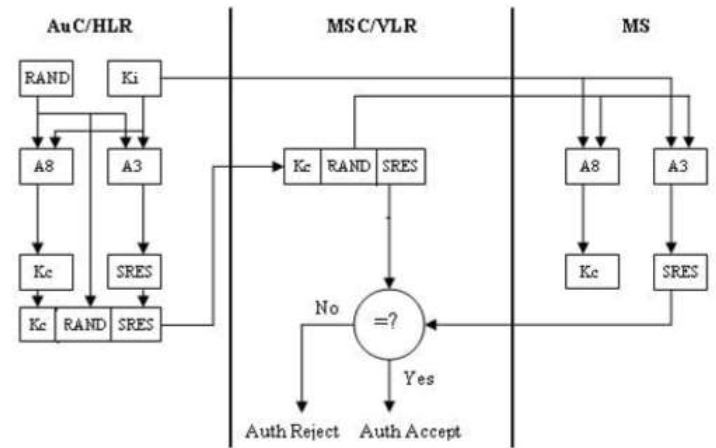 AuC/HLR MSC/VLR MS
RAND Ki
A8 A3 Kc RAND SRES A8 A3
Kc SRES Kc SRES
Kc RAND SRES No =?
Yes
Auth Reject Auth Accept